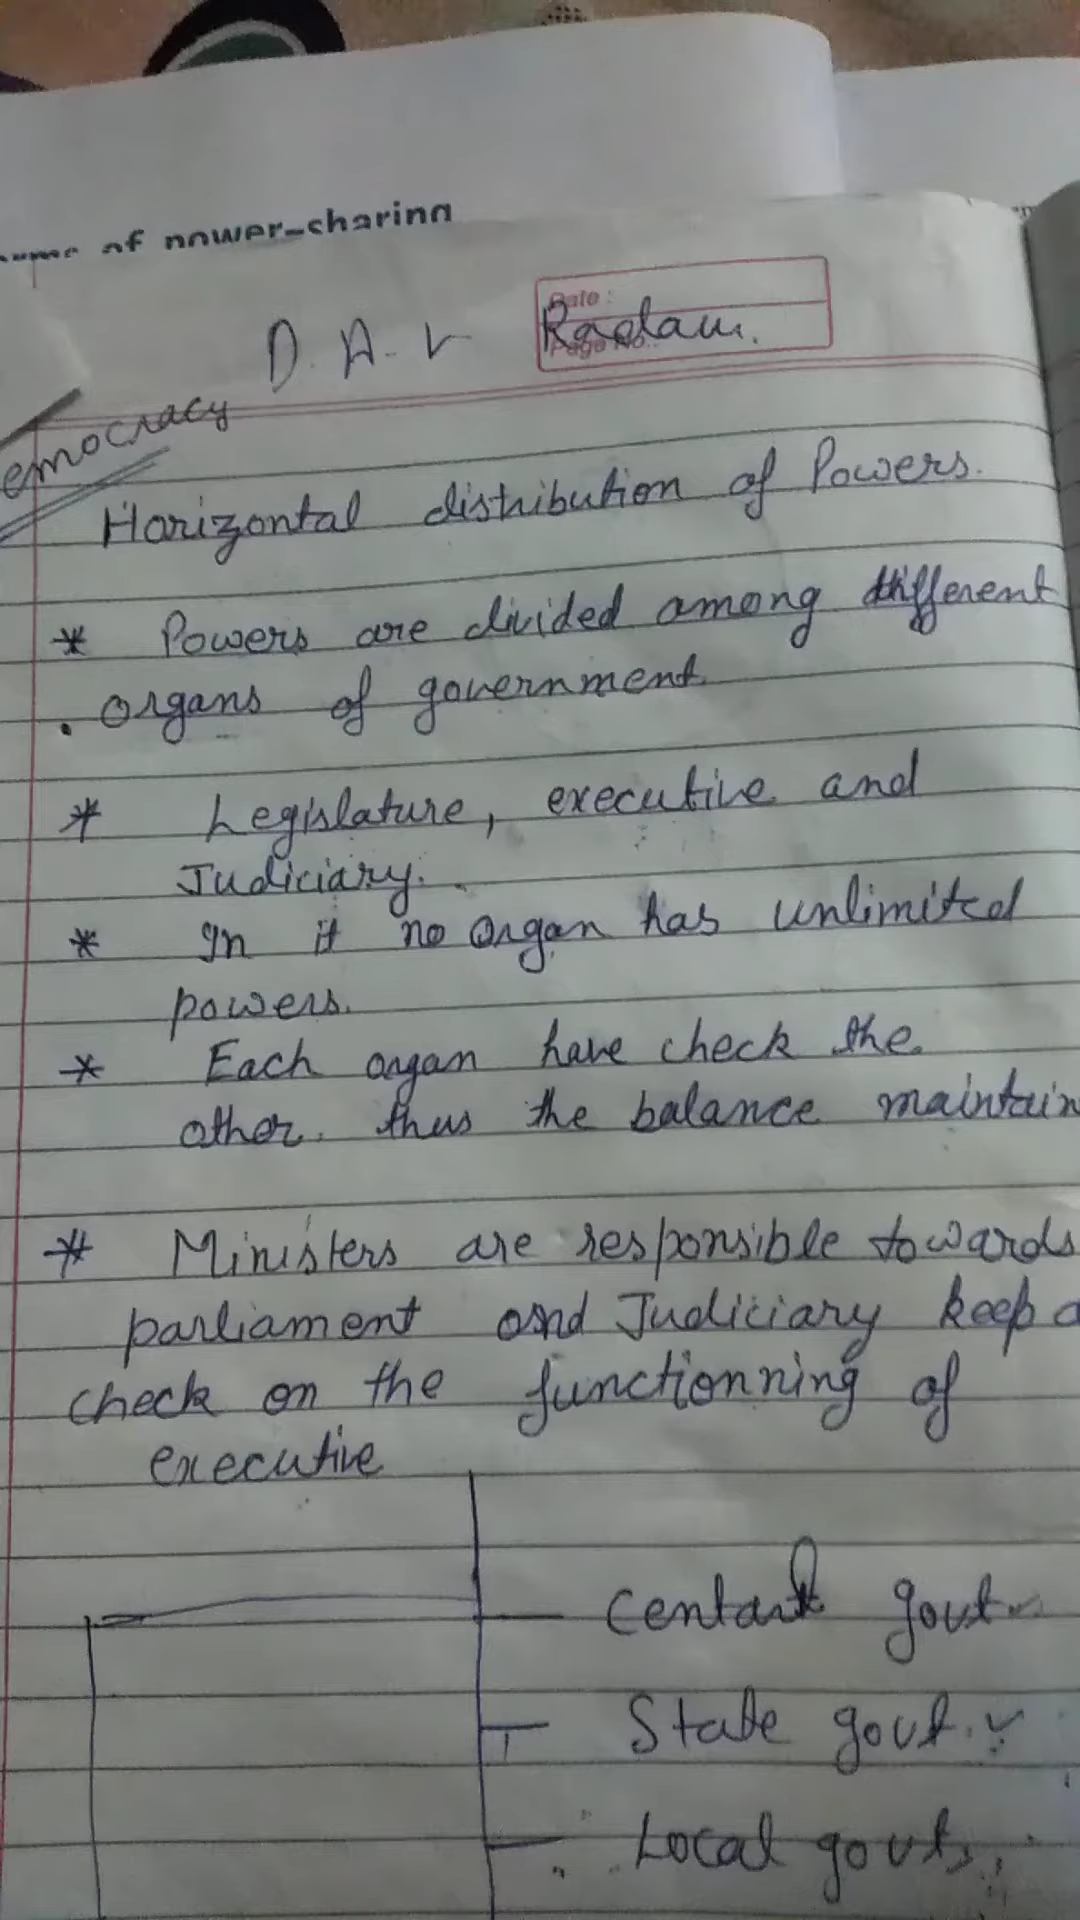 of power-sharing
D. A. V
Date :
Page No.:
emocracy
Horizontal distribution of Powers.
* Powers are divided among different
. organs of government
* Legislature, executive and
Judiciary.
* In it no organ has unlimited
powers.
* Each organ have check the
other. thus the balance maintain
* Ministers are responsible towards
parliament and Judiciary keep a
check on the functionning of
executive
govt.
State govt.
Local govt.